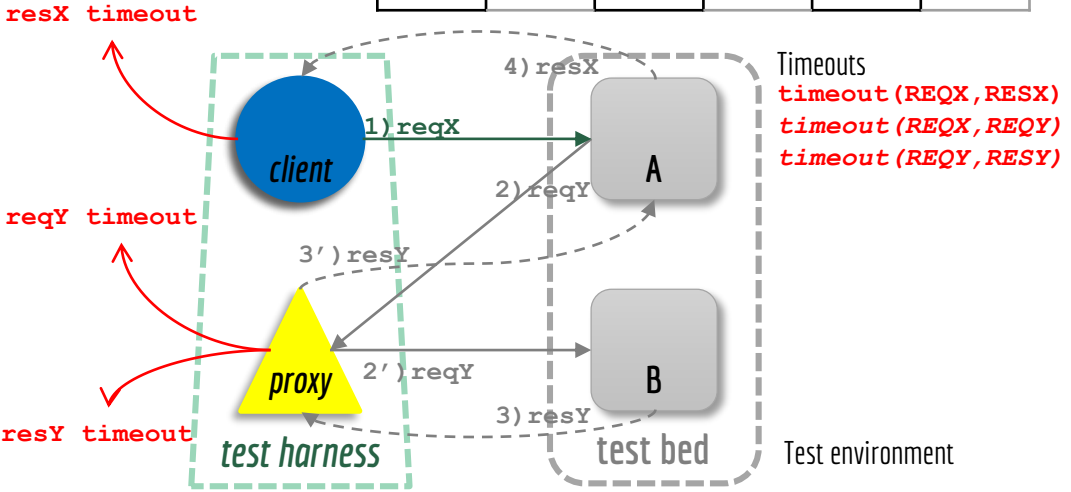 resX timeout
4)resX
Timeouts
timeout(REQX,RESX)
1)reqX
timeout(REQX,REQY)
timeout(REQY,RESY)
client
A
2)reqY
reqY timeout
3’)resY
2’)reqY
proxy
B
3)resY
resY timeout
test harness
test bed
Test environment